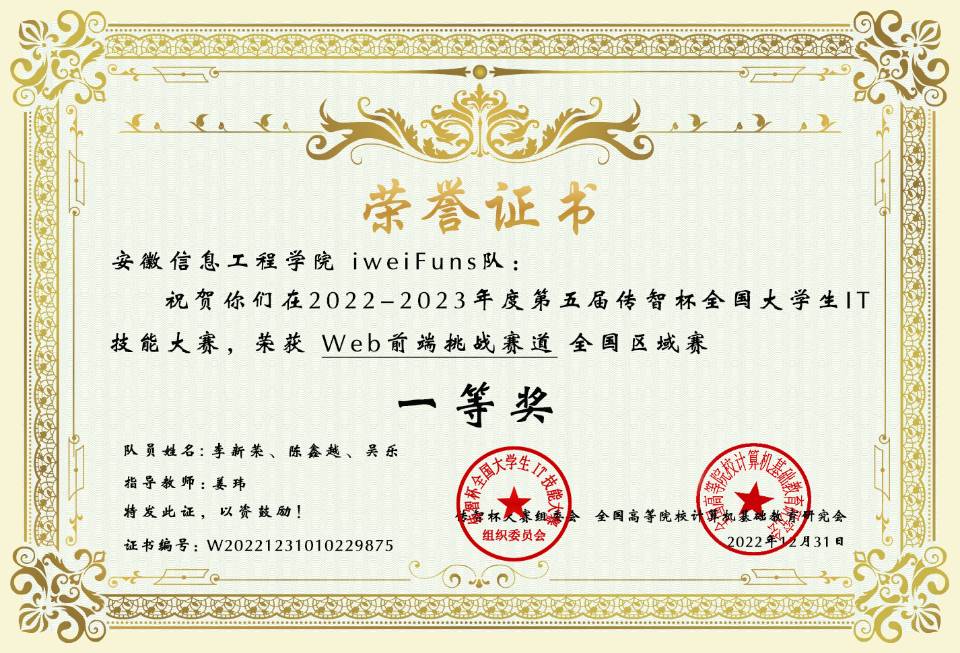 荣誉证书
安徽信息工程学院 iweiFuns队：
祝贺你们在2022-2023年度第五届传智杯全国大学生IT
技能大赛，荣获 Web前端挑战赛道 全国区域赛
一等奖
队员姓名：李新荣、陈鑫越、吴乐
指导教师：姜玮
特发此证，以资鼓励！
证书编号：W20221231010229875
传智杯全国大学生IT技能大赛
组织委员会
全国高等院校计算机基础教育研究会
传智杯大赛组委会 全国高等院校计算机基础教育研究会
2022年12月31日